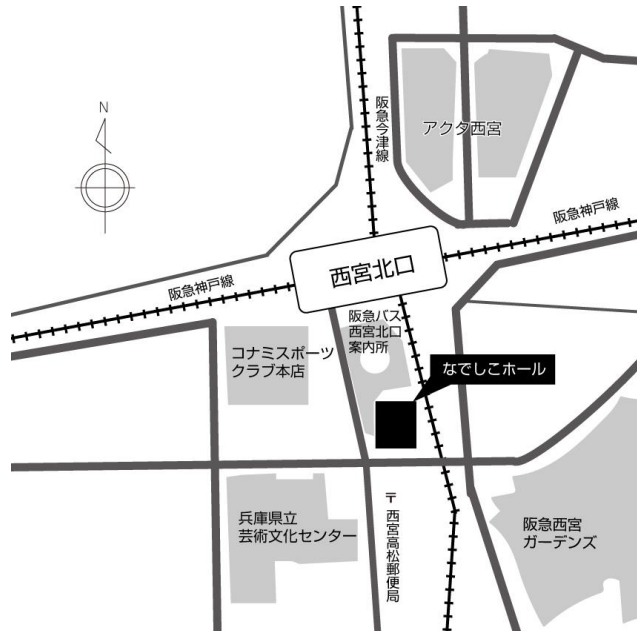 N
阪急今津線
アクタ西宮
阪急神戸線
西宮北口
阪急神戸線
阪急バス
西宮北口
案内所
コナミスポーツ
クラブ本店
なでしこホール
〒西宮高松郵便局
兵庫県立
芸術文化センター
阪急西宮
ガーデンズ